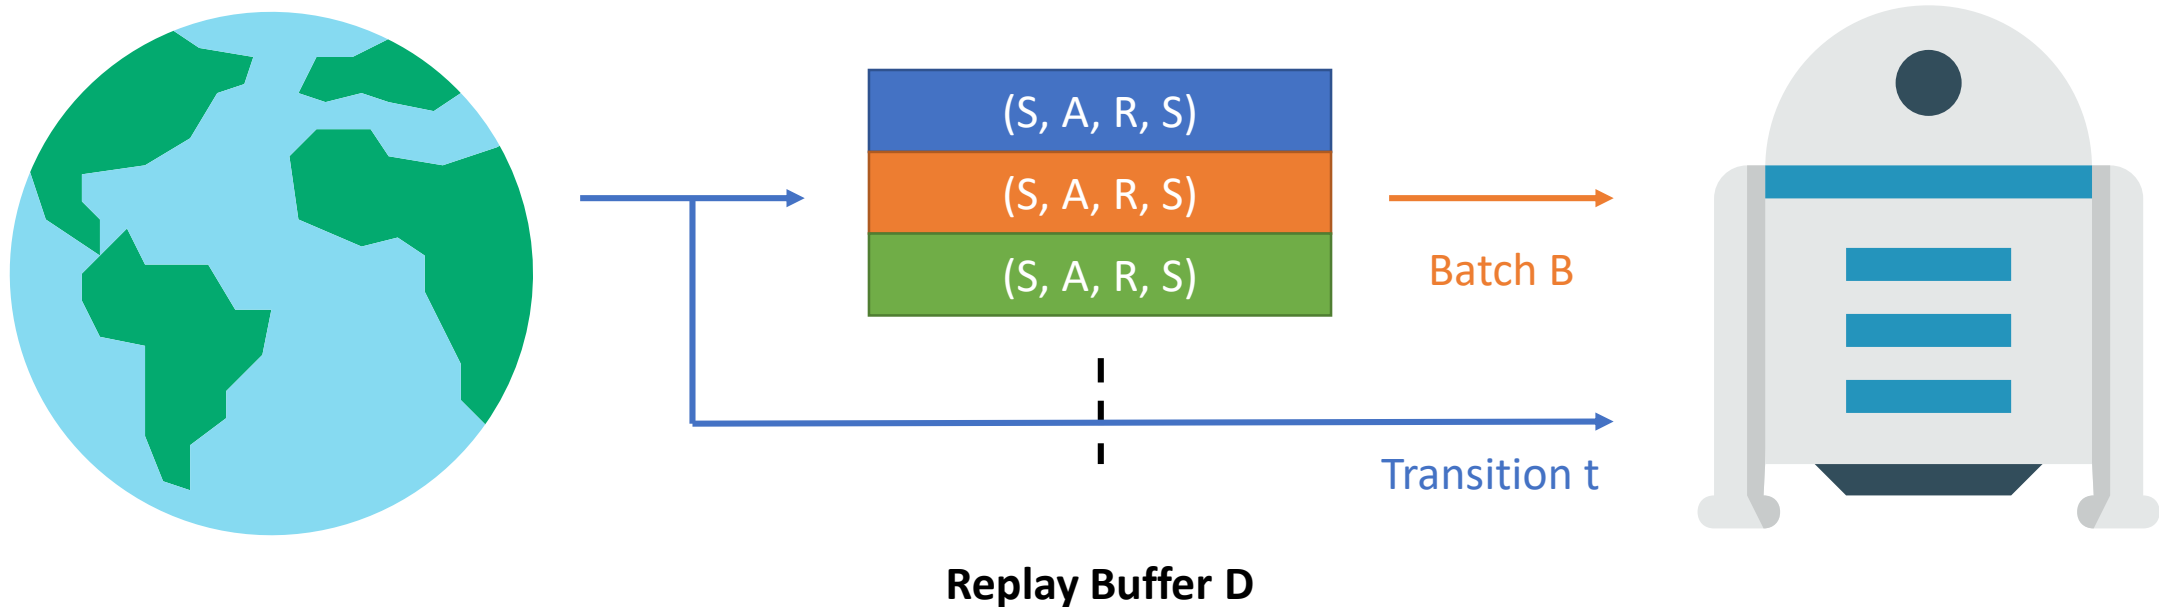 (S, A, R, S)
(S, A, R, S)
(S, A, R, S)
Batch B
Transition t
Replay Buffer D